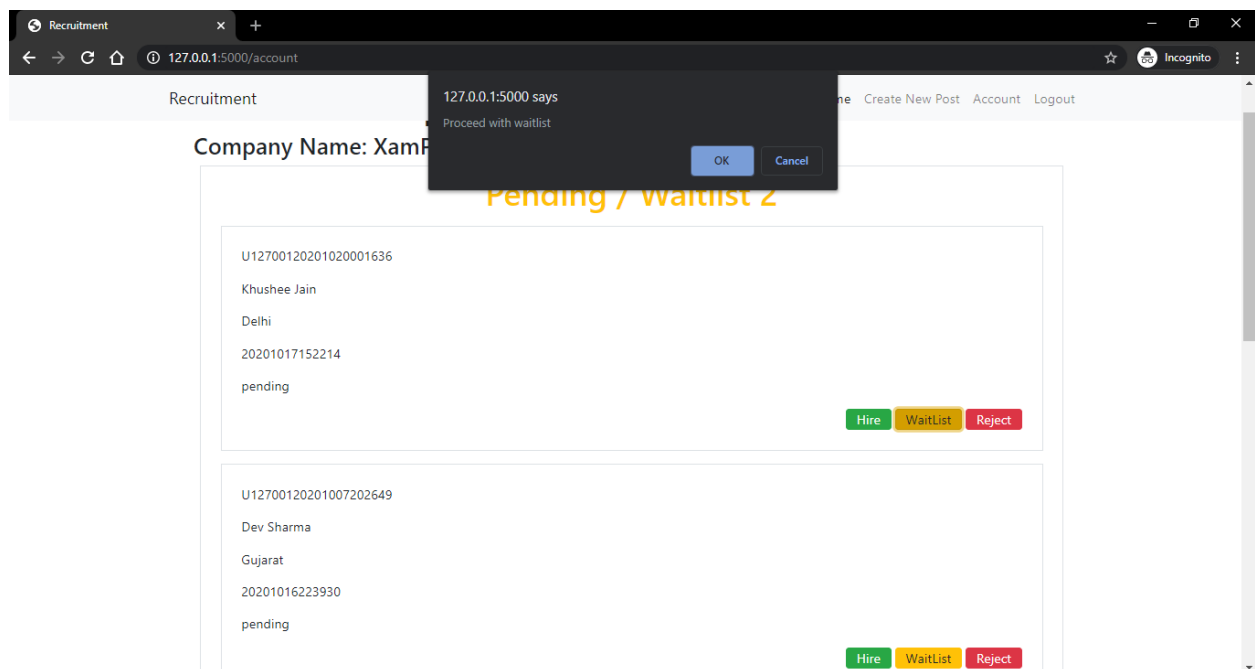 Recruitment
127.0.0.1:5000/account
Incognito
Recruitment
Create New Post Account Logout
127.0.0.1:5000 says
Proceed with waitlist
OK Cancel
Company Name:
Pending / Waitlist 2
U12700120201020001636
Khushee Jain
Delhi
20201017152214
pending
Hire WaitList Reject
U12700120201007202649
Dev Sharma
Gujarat
20201016223930
pending
Hire WaitList Reject